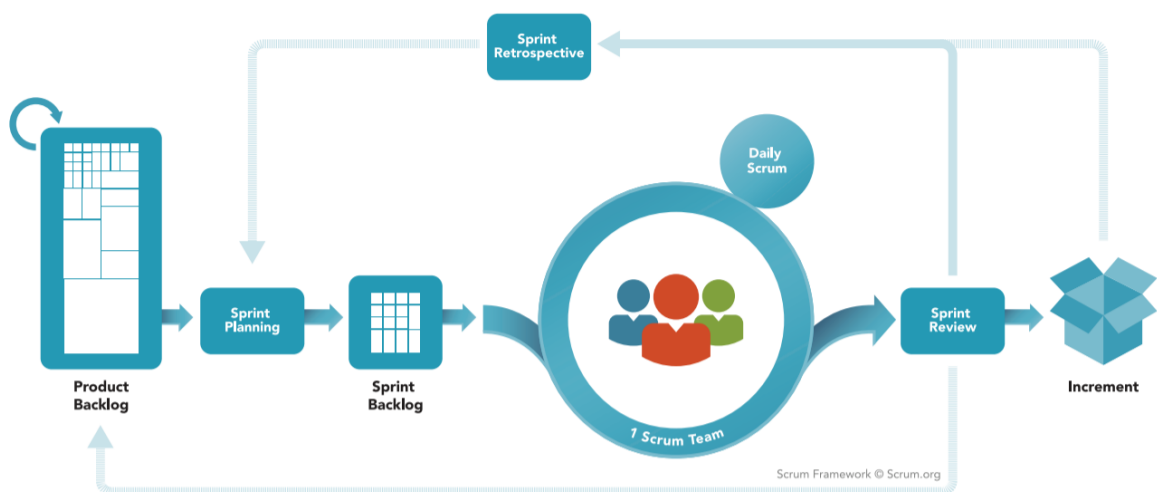 Sprint
Retrospective
Daily
Scrum
Sprint
Planning
Sprint
Review
Product
Backlog
Sprint
Backlog
Increment
1 Scrum Team
Scrum Framework © Scrum.org